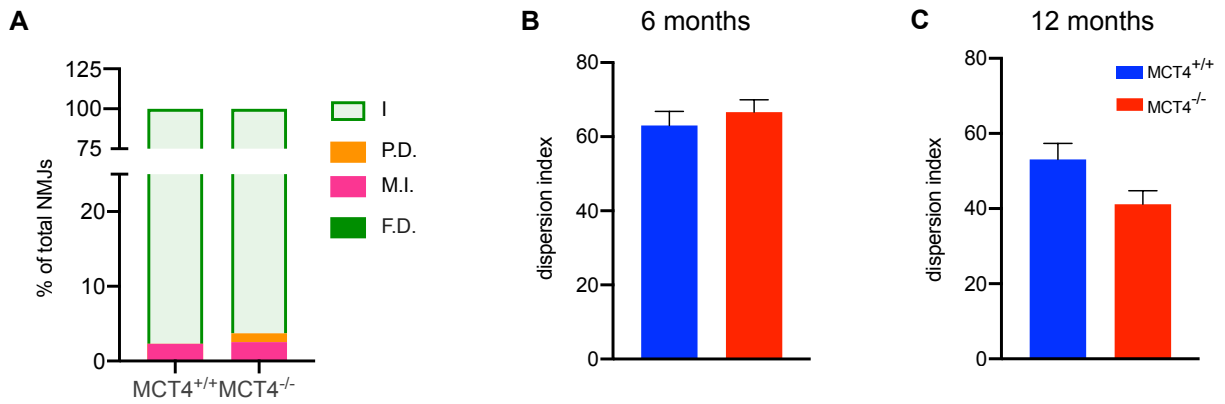 A
% of total NMJs
125
100
75
20
10
0
MCT4+/+ MCT4-/-
I
P.D.
M.I.
F.D.
B
6 months
dispersion index
80
60
40
20
0
C
12 months
dispersion index
80
60
40
20
0
MCT4+/+
MCT4-/-